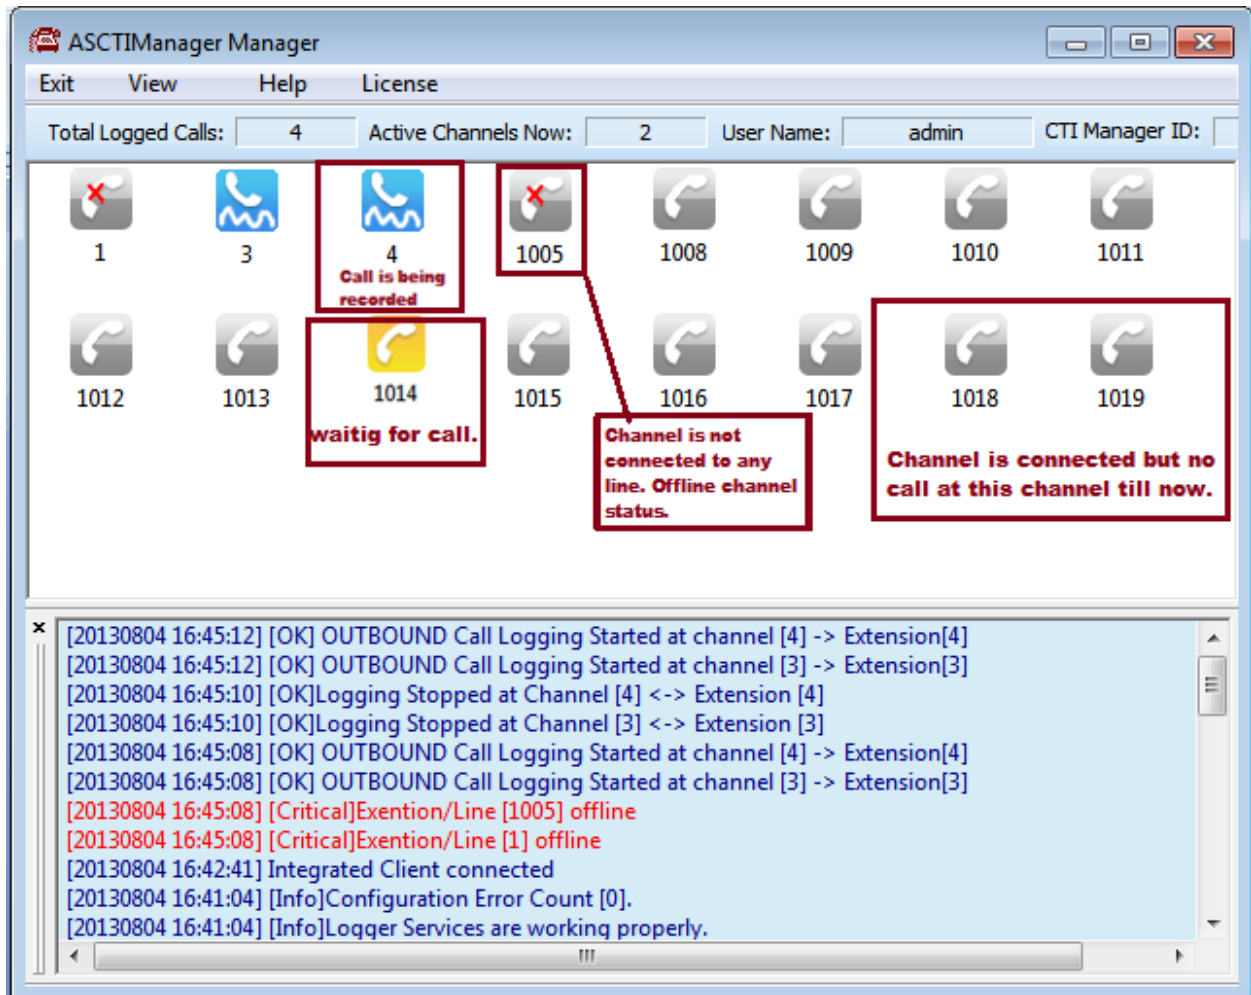 ASCTIManager Manager
Exit View Help License
Total Logged Calls: 4 Active Channels Now: 2 User Name: admin CTI Manager ID:
1 3 4 1005 1008 1009 1010 1011
Call is being
recorded
1012 1013 1014 1015 1016 1017 1018 1019
waitig for call.
Channel is not
connected to any
line. Offline channel
status.
Channel is connected but no
call at this channel till now.
[20130804 16:45:12] [OK] OUTBOUND Call Logging Started at channel [4] -> Extension[4]
[20130804 16:45:12] [OK] OUTBOUND Call Logging Started at channel [3] -> Extension[3]
[20130804 16:45:10] [OK]Logging Stopped at Channel [4] <-> Extension [4]
[20130804 16:45:10] [OK]Logging Stopped at Channel [3] <-> Extension [3]
[20130804 16:45:08] [OK] OUTBOUND Call Logging Started at channel [4] -> Extension[4]
[20130804 16:45:08] [OK] OUTBOUND Call Logging Started at channel [3] -> Extension[3]
[20130804 16:45:08] [Critical]Exention/Line [1005] offline
[20130804 16:45:08] [Critical]Exention/Line [1] offline
[20130804 16:42:41] Integrated Client connected
[20130804 16:41:04] [Info]Configuration Error Count [0].
[20130804 16:41:04] [Info]Logger Services are working properly.